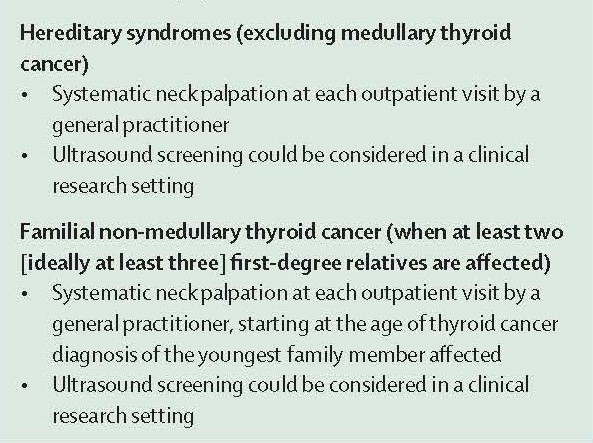 Hereditary syndromes (excluding medullary thyroid
cancer)
• Systematic neck palpation at each outpatient visit by a
general practitioner
• Ultrasound screening could be considered in a clinical
research setting
Familial non-medullary thyroid cancer (when at least two
[ideally at least three] first-degree relatives are affected)
• Systematic neck palpation at each outpatient visit by a
general practitioner, starting at the age of thyroid cancer
diagnosis of the youngest family member affected
• Ultrasound screening could be considered in a clinical
research setting